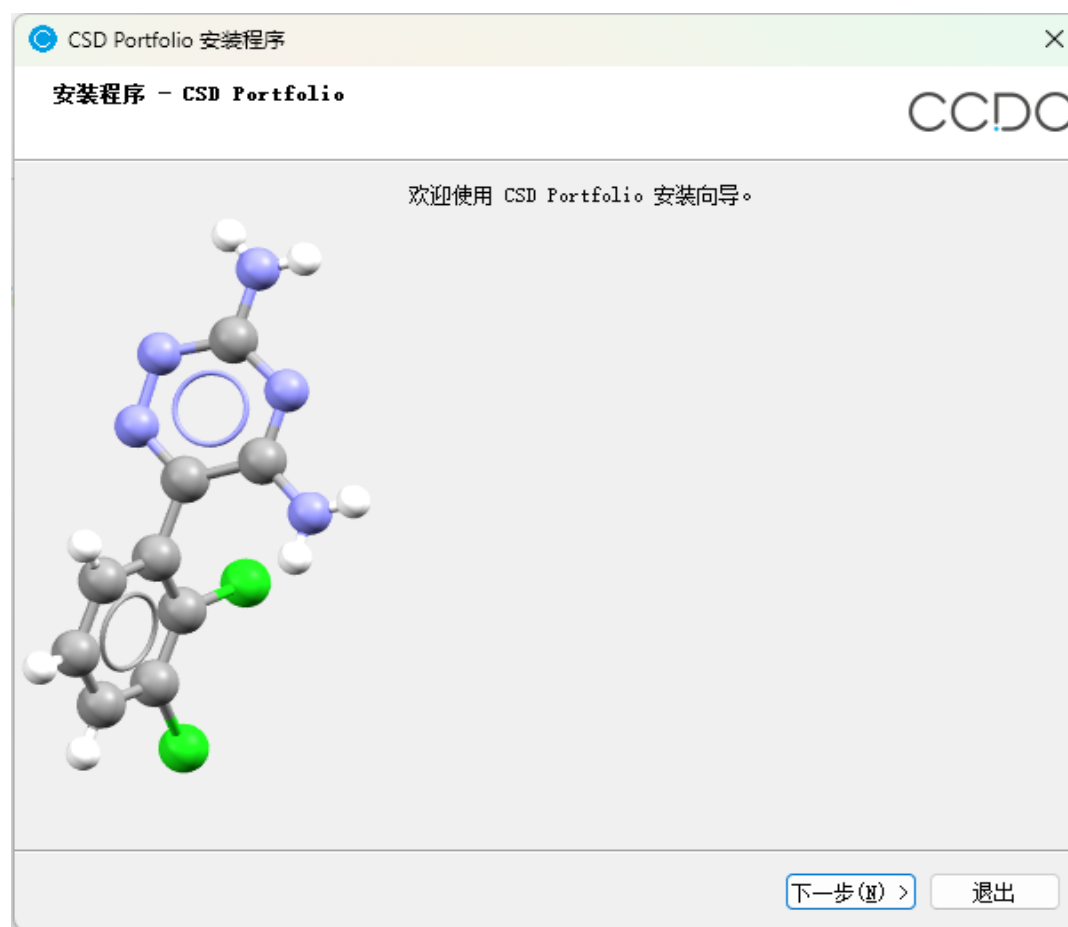 CSD Portfolio 安装程序
安装程序 - CSD Portfolio
CCDC
欢迎使用 CSD Portfolio 安装向导。
下一步(N) >
退出